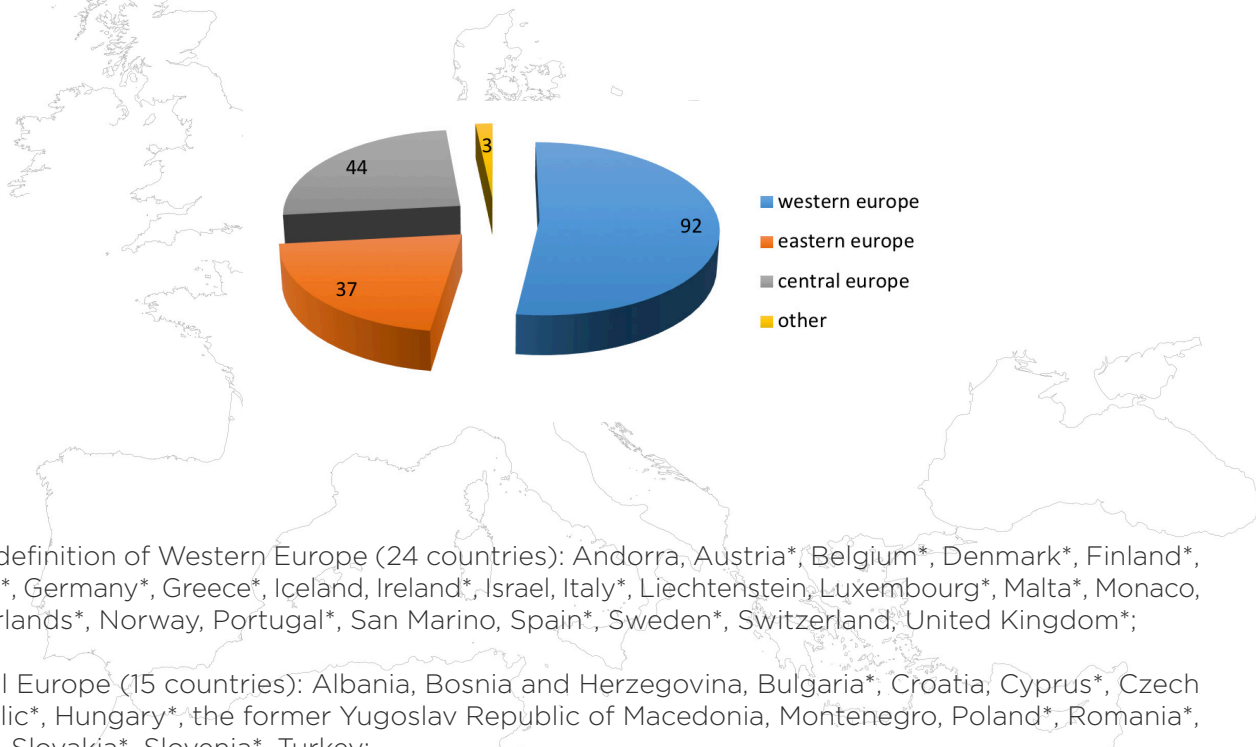 3
44
92
37
western europe
eastern europe
central europe
other
definition of Western Europe (24 countries): Andorra, Austria*, Belgium*, Denmark*, Finland*,
*, Germany*, Greece*, Iceland, Ireland*, Israel, Italy*, Liechtenstein, Luxembourg*, Malta*, Monaco,
rlands*, Norway, Portugal*, San Marino, Spain*, Sweden*, Switzerland, United Kingdom*;
l Europe (15 countries): Albania, Bosnia and Herzegovina, Bulgaria*, Croatia, Cyprus*, Czech
lic*, Hungary*, the former Yugoslav Republic of Macedonia, Montenegro, Poland*, Romania*,
Slovakia*, Slovenia*, Turkey;